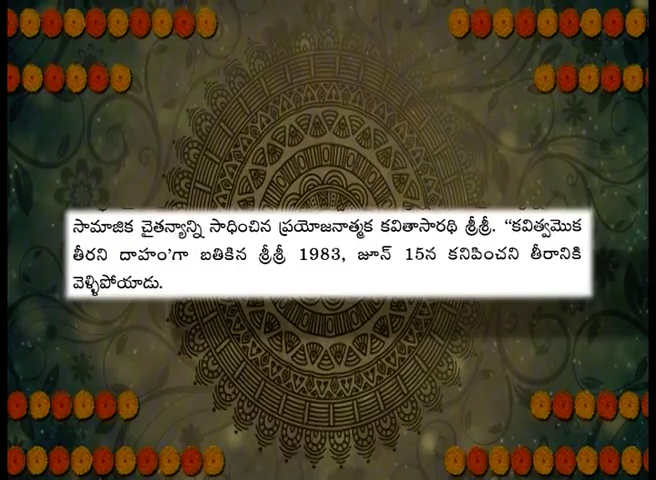 సామాజిక చైతన్యాన్ని సాధించిన ప్రయోజనాత్మక కవితాసారథి శ్రీశ్రీ. “కవిత్వమొక
తీరని దాహం’గా బతికిన శ్రీశ్రీ 1983, జూన్ 15న కనిపించని తీరానికి
వెళ్ళిపోయాడు.